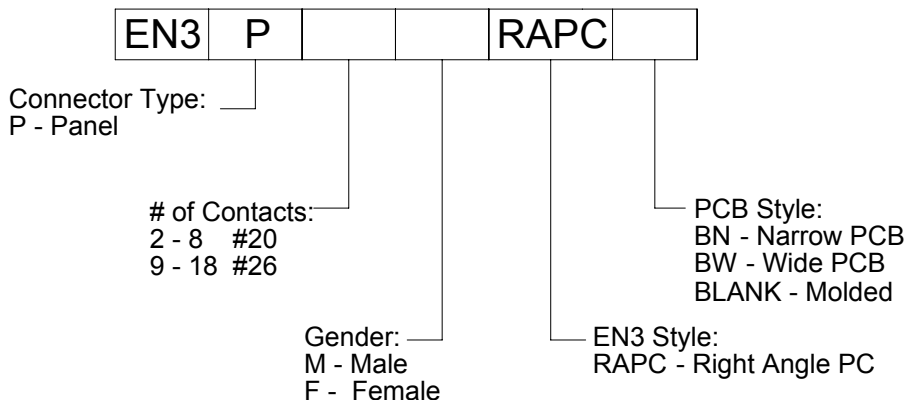 EN3 P RAPC
Connector Type:
P - Panel
# of Contacts:
2 - 8 #20
9 - 18 #26
PCB Style:
BN - Narrow PCB
BW - Wide PCB
BLANK - Molded
Gender:
M - Male
F - Female
EN3 Style:
RAPC - Right Angle PC